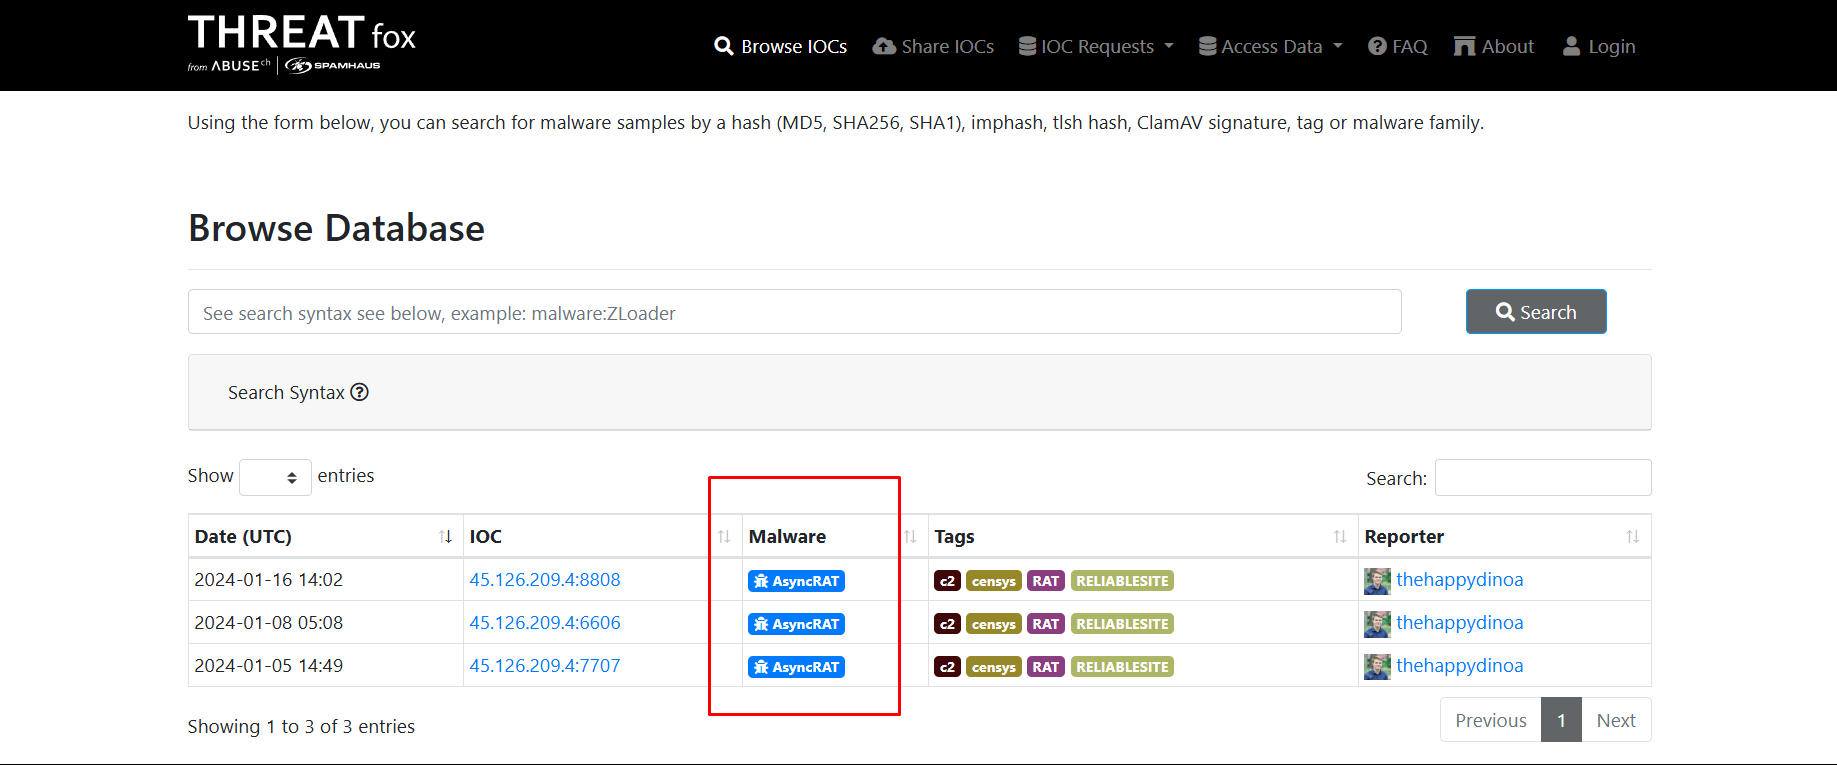 THREAT fox
from ABUSE ch | SPAMHAUS
Browse IOCs Share IOCs IOC Requests Access Data FAQ About Login
Using the form below, you can search for malware samples by a hash (MD5, SHA256, SHA1), imphash, tlsh hash, ClamAV signature, tag or malware family.
Browse Database
See search syntax see below, example: malware:ZLoader Search
Search Syntax
Show entries Search:
Date (UTC) IOC Malware Tags Reporter
2024-01-16 14:02 45.126.209.4:8808 AsyncRAT c2 censys RAT RELIABLESITE thehappydinoa
2024-01-08 05:08 45.126.209.4:6606 AsyncRAT c2 censys RAT RELIABLESITE thehappydinoa
2024-01-05 14:49 45.126.209.4:7707 AsyncRAT c2 censys RAT RELIABLESITE thehappydinoa
Showing 1 to 3 of 3 entries Previous 1 Next